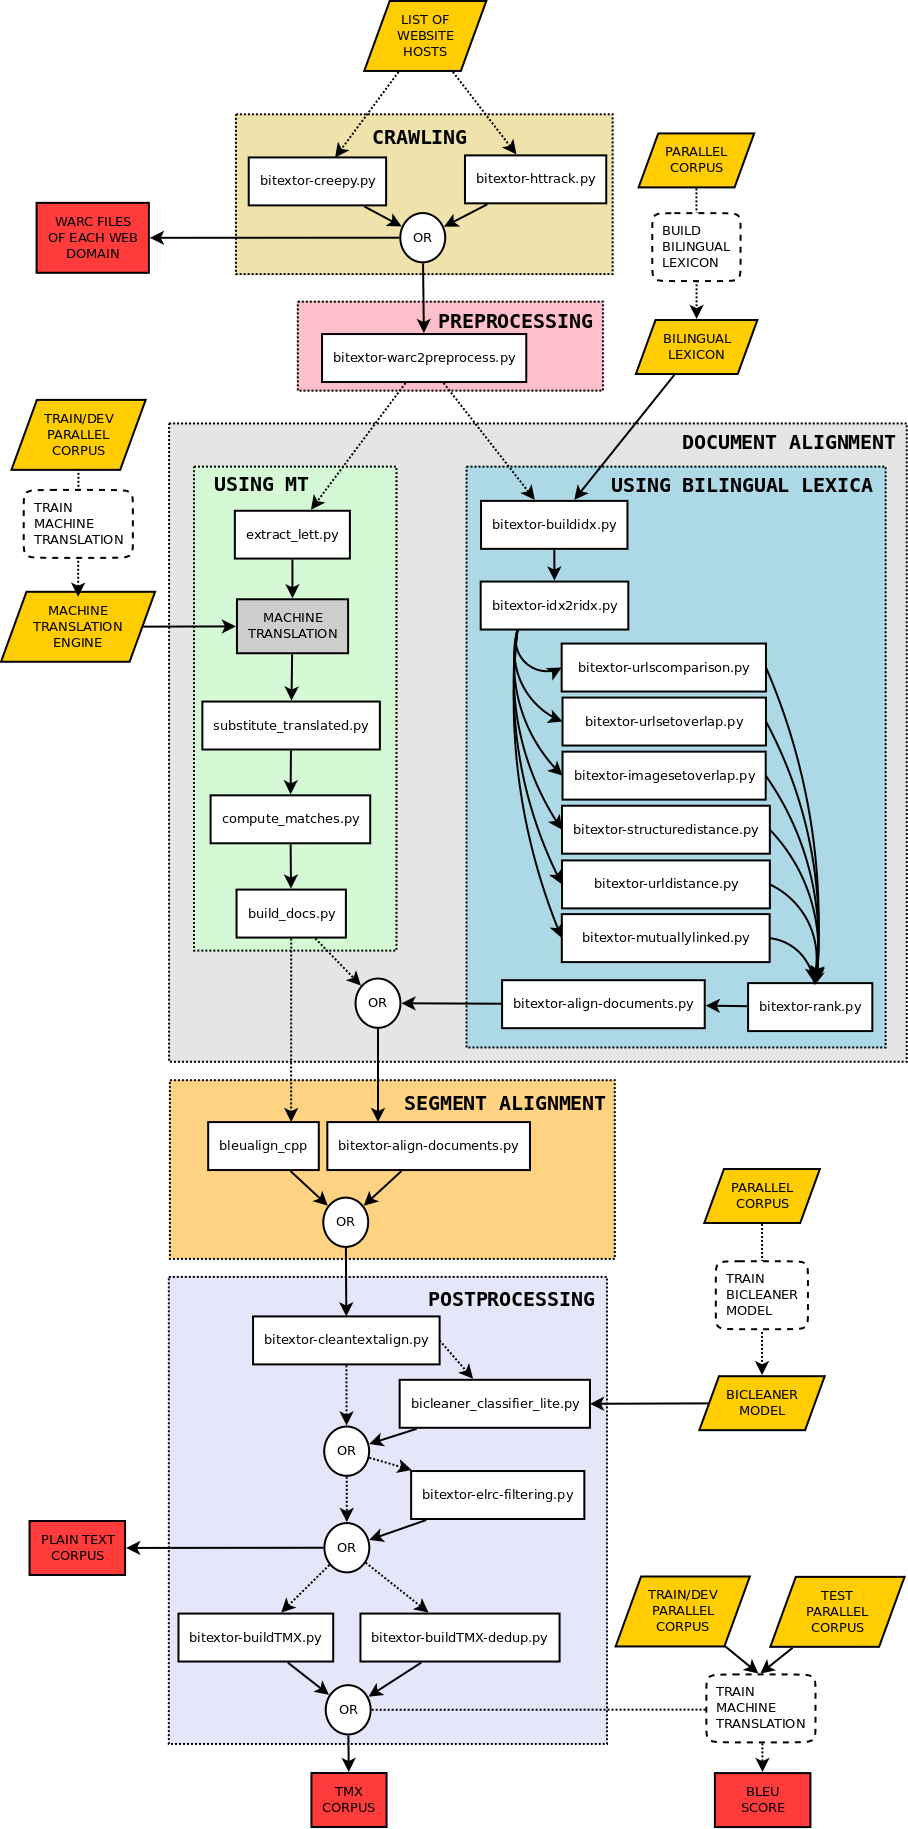 LIST OF
WEBSITE
HOSTS
CRAWLING
bitextor-creepy.py
bitextor-httrack.py
OR
WARC FILES
OF EACH WEB
DOMAIN
PARALLEL
CORPUS
BUILD
BILINGUAL
LEXICON
BILINGUAL
LEXICON
PREPROCESSING
bitextor-warc2preprocess.py
TRAIN/DEV
PARALLEL
CORPUS
TRAIN
MACHINE
TRANSLATION
MACHINE
TRANSLATION
ENGINE
DOCUMENT ALIGNMENT
USING MT
extract_lett.py
MACHINE
TRANSLATION
substitute_translated.py
compute_matches.py
build_docs.py
USING BILINGUAL LEXICA
bitextor-buildidx.py
bitextor-idx2ridx.py
bitextor-urlscomparison.py
bitextor-urlsetoverlap.py
bitextor-imagesetoverlap.py
bitextor-structuredistance.py
bitextor-urldistance.py
bitextor-mutuallylinked.py
bitextor-rank.py
bitextor-align-documents.py
OR
SEGMENT ALIGNMENT
bleualign_cpp
bitextor-align-documents.py
OR
PARALLEL
CORPUS
TRAIN
BICLEANER
MODEL
BICLEANER
MODEL
POSTPROCESSING
bitextor-cleantextalign.py
bicleaner_classifier_lite.py
OR
bitextor-elrc-filtering.py
OR
PLAIN TEXT
CORPUS
bitextor-buildTMX.py
bitextor-buildTMX-dedup.py
OR
TRAIN/DEV
PARALLEL
CORPUS
TEST
PARALLEL
CORPUS
TRAIN
MACHINE
TRANSLATION
TMX
CORPUS
BLEU
SCORE